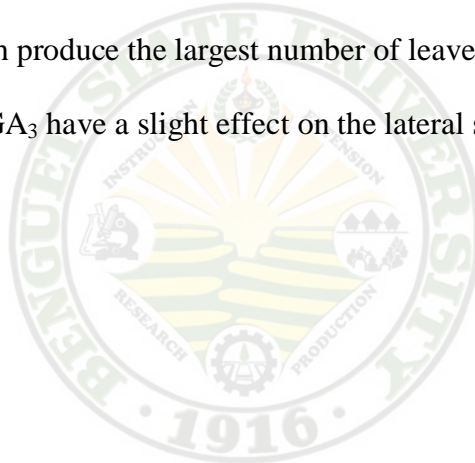 n produce the largest number of leave
GA₃ have a slight effect on the lateral s
BENGUET STATE UNIVERSITY
INSTRUCTION
EXTENSION
RESEARCH
PRODUCTION
· 1916 ·